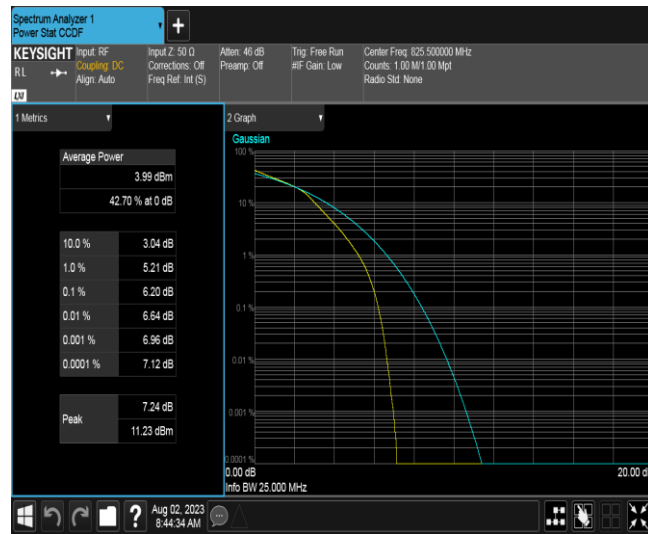 Spectrum Analyzer 1
Power Stat CCDF
+
KEYSIGHT
RL
LXI
Input: RF
Coupling: DC
Align: Auto
Input Z: 50 Ω
Corrections: Off
Freq Ref: Int (S)
Atten: 46 dB
Preamp: Off
Trig: Free Run
#IF Gain: Low
Center Freq: 825.500000 MHz
Counts: 1.00 M/1.00 Mpt
Radio Std: None
1 Metrics
Average Power
3.99 dBm
42.70 % at 0 dB
10.0 % 3.04 dB
1.0 % 5.21 dB
0.1 % 6.20 dB
0.01 % 6.64 dB
0.001 % 6.96 dB
0.0001 % 7.12 dB
Peak
7.24 dB
11.23 dBm
2 Graph
Gaussian
100 %
10 %
1 %
0.1 %
0.01 %
0.001 %
0.0001 %
0.00 dB
20.00 d
Info BW 25.000 MHz
?
Aug 02, 2023
8:44:34 AM